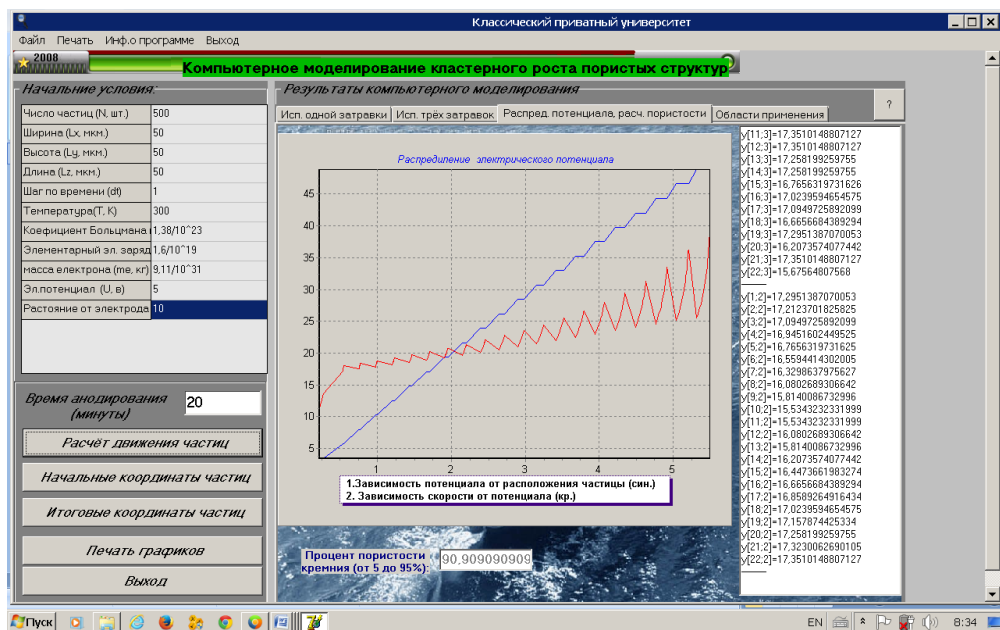 Классический приватный университет
Файл Печать Инф.о программе Выход
2008
Компьютерное моделирование кластерного роста пористых структур
Начальные условия:
Число частиц (N, шт.) 500
Ширина (Lx, мкм.) 50
Высота (Ly, мкм.) 50
Длина (Lz, мкм.) 50
Шаг по времени (dt) 1
Температура(T, K) 300
Коефициент Больцмана 1,38/10^23
Элементарный эл. заряд 1,6/10^19
масса електрона (me, кг) 9,11/10^31
Эл.потенциал (U, в) 5
Растояние от электрода 10
Время анодирования
(минуты)
20
Расчёт движения частиц
Начальные координаты частиц
Итоговые координаты частиц
Печать графиков
Выход
Результаты компьютерного моделирования
?
Исп. одной затравки Исп. трёх затравок Распред. потенциала, расч. пористости Области применения
Распридиление электрического потенциала
45
40
35
30
25
20
15
10
5
1 2 3 4 5
1.Зависимость потенциала от расположения частицы (син.)
2. Зависимость скорости от потенциала (кр.)
Процент пористости
кремния (от 5 до 95%):
90,909090909
y[11;3]=17,3510148807127
y[12;3]=17,3510148807127
y[13;3]=17,258199259755
y[14;3]=17,258199259755
y[15;3]=16,7656319731626
y[16;3]=17,0239594654575
y[17;3]=17,0949725892099
y[18;3]=16,6656684389294
y[19;3]=17,2951387070053
y[20;3]=16,2073574077442
y[21;3]=17,3510148807127
y[22;3]=15,67564807568
y[1;2]=17,2951387070053
y[2;2]=17,2123701825825
y[3;2]=17,0949725892099
y[4;2]=16,9451602449525
y[5;2]=16,7656319731625
y[6;2]=16,5594414302005
y[7;2]=16,3298637975627
y[8;2]=16,0802689306642
y[9;2]=15,8140086732996
y[10;2]=15,5343232331999
y[11;2]=15,5343232331999
y[12;2]=16,0802689306642
y[13;2]=15,8140086732996
y[14;2]=16,2073574077442
y[15;2]=16,4473661983274
y[16;2]=16,6656684389294
y[17;2]=16,8589264916434
y[18;2]=17,0239594654575
y[19;2]=17,157874425334
y[20;2]=17,258199259755
y[21;2]=17,3230062690105
y[22;2]=17,3510148807127
Пуск
EN
8:34